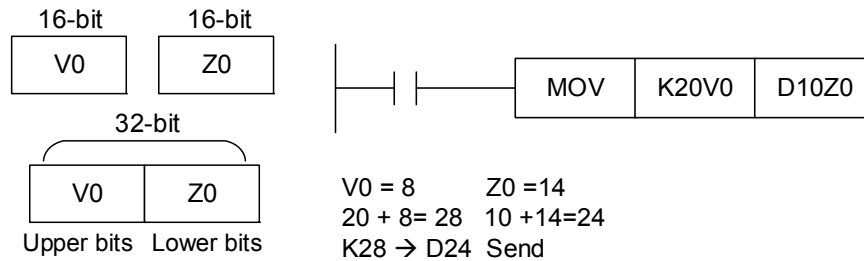 16-bit 16-bit
V0 Z0
32-bit
V0 Z0
Upper bits Lower bits
MOV K20V0 D10Z0
V0 = 8 Z0 =14
20 + 8= 28 10 +14=24
K28 → D24 Send